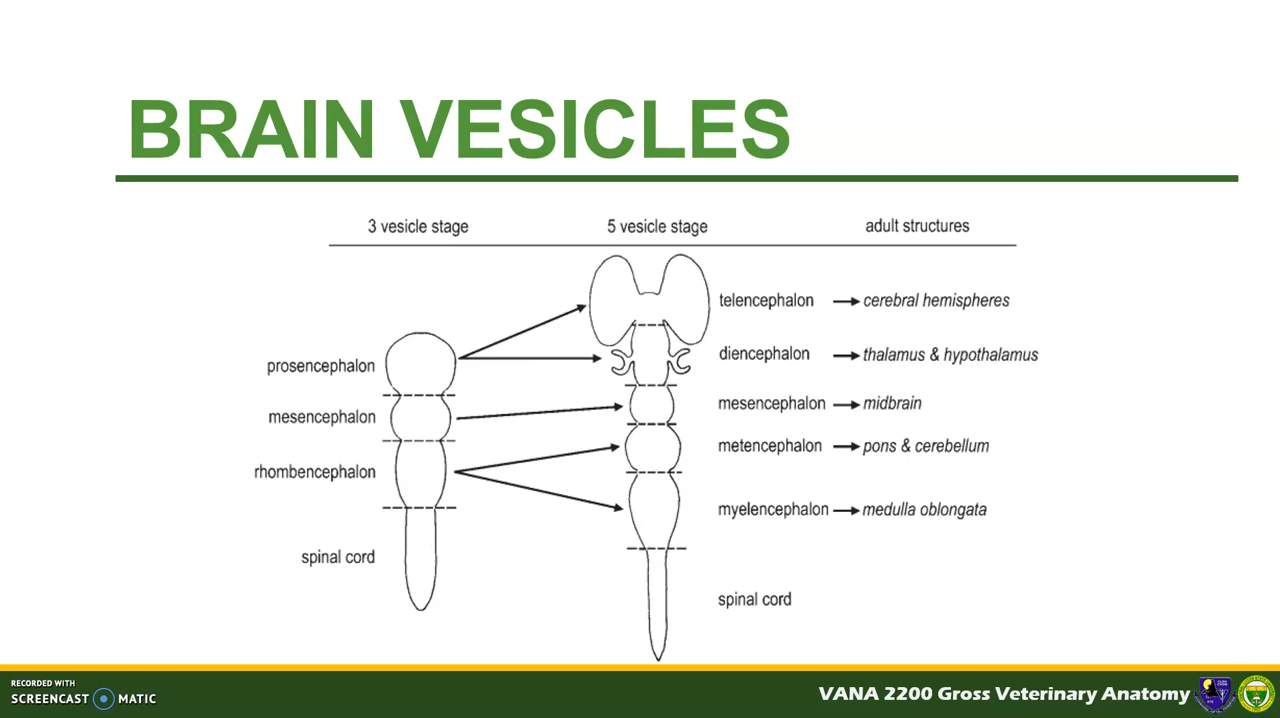 BRAIN VESICLES
3 vesicle stage 5 vesicle stage adult structures
telencephalon cerebral hemispheres
prosencephalon diencephalon thalamus & hypothalamus
mesencephalon mesencephalon midbrain
rhombencephalon metencephalon pons & cerebellum
myelencephalon medulla oblongata
spinal cord
spinal cord
RECORDED WITH
SCREENCAST MATIC
VANA 2200 Gross Veterinary Anatomy